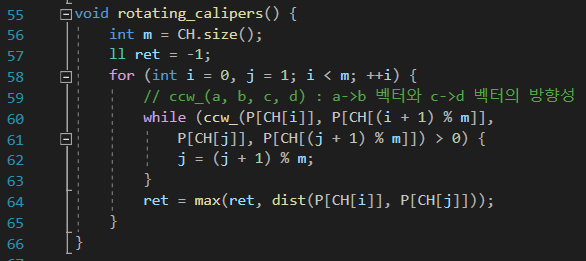 55 void rotating_calipers() {
56 int m = CH.size();
57 ll ret = -1;
58 for (int i = 0, j = 1; i < m; ++i) {
59 // ccw_(a, b, c, d) : a->b 벡터와 c->d 벡터의 방향성
60 while (ccw_(P[CH[i]], P[CH[(i + 1) % m]],
61 P[CH[j]], P[CH[(j + 1) % m]]) > 0) {
62 j = (j + 1) % m;
63 }
64 ret = max(ret, dist(P[CH[i]], P[CH[j]]));
65 }
66 }